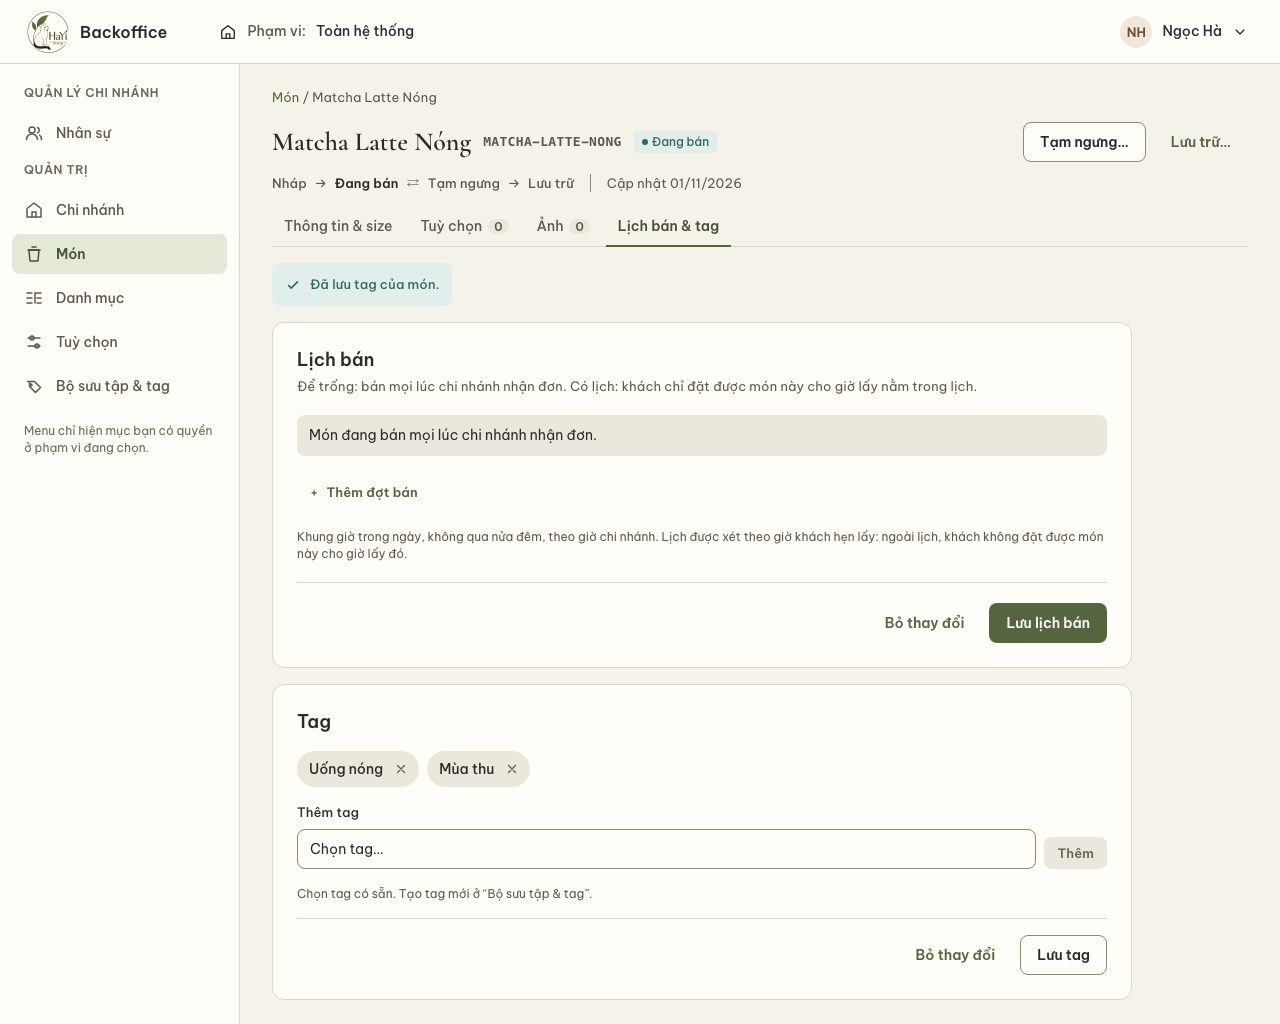 HaYi
Shop
Backoffice
Phạm vi: Toàn hệ thống
NH
Ngọc Hà
QUẢN LÝ CHI NHÁNH
Nhân sự
QUẢN TRỊ
Chi nhánh
Món
Danh mục
Tuỳ chọn
Bộ sưu tập & tag
Menu chỉ hiện mục bạn có quyền
ở phạm vi đang chọn.
Món / Matcha Latte Nóng
Matcha Latte Nóng MATCHA-LATTE-NONG Đang bán
Tạm ngưng… Lưu trữ…
Nháp → Đang bán ⇄ Tạm ngưng → Lưu trữ Cập nhật 01/11/2026
Thông tin & size Tuỳ chọn 0 Ảnh 0 Lịch bán & tag
Đã lưu tag của món.
Lịch bán
Để trống: bán mọi lúc chi nhánh nhận đơn. Có lịch: khách chỉ đặt được món này cho giờ lấy nằm trong lịch.
Món đang bán mọi lúc chi nhánh nhận đơn.
+ Thêm đợt bán
Khung giờ trong ngày, không qua nửa đêm, theo giờ chi nhánh. Lịch được xét theo giờ khách hẹn lấy: ngoài lịch, khách không đặt được món
này cho giờ lấy đó.
Bỏ thay đổi Lưu lịch bán
Tag
Uống nóng × Mùa thu ×
Thêm tag
Chọn tag…
Thêm
Chọn tag có sẵn. Tạo tag mới ở “Bộ sưu tập & tag”.
Bỏ thay đổi Lưu tag